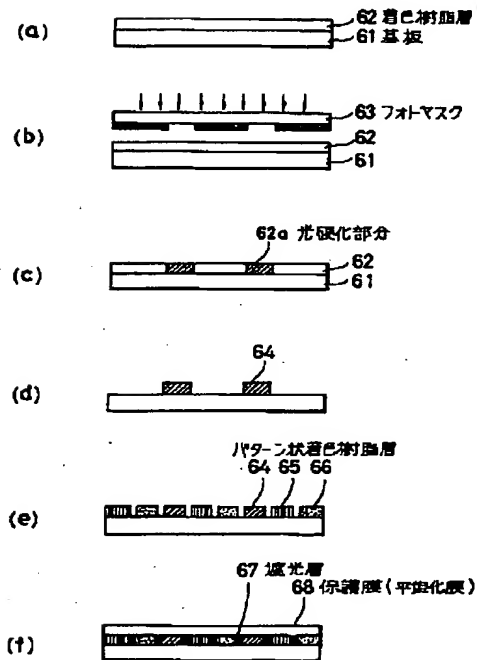 (a)
62 着色樹脂層
61 基板
(b)
63 フォトマスク
62
61
62a 光硬化部分
(c)
62
61
(d)
64
パターン状着色樹脂層
64 65 66
(e)
67 遮光層
68 保護膜(平坦化膜)
(f)